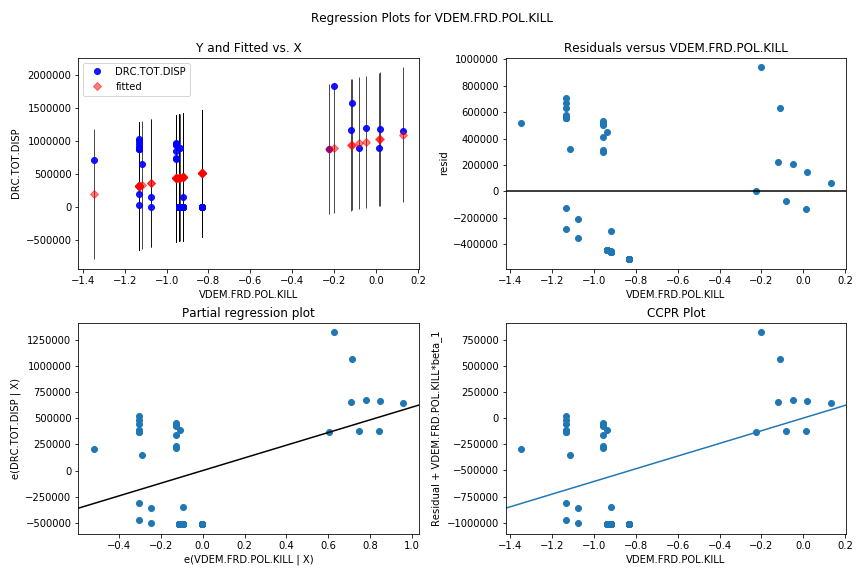 Regression Plots for VDEM.FRD.POL.KILL
Y and Fitted vs. X
DRC.TOT.DISP
fitted
2000000
1500000
1000000
500000
0
−500000
DRC.TOT.DISP
−1.4 −1.2 −1.0 −0.8 −0.6 −0.4 −0.2 0.0 0.2
VDEM.FRD.POL.KILL
Residuals versus VDEM.FRD.POL.KILL
1000000
800000
600000
400000
200000
0
−200000
−400000
resid
−1.4 −1.2 −1.0 −0.8 −0.6 −0.4 −0.2 0.0 0.2
VDEM.FRD.POL.KILL
Partial regression plot
1250000
1000000
750000
500000
250000
0
−250000
−500000
e(DRC.TOT.DISP | X)
−0.4 −0.2 0.0 0.2 0.4 0.6 0.8 1.0
e(VDEM.FRD.POL.KILL | X)
CCPR Plot
750000
500000
250000
0
−250000
−500000
−750000
−1000000
Residual + VDEM.FRD.POL.KILL*beta_1
−1.4 −1.2 −1.0 −0.8 −0.6 −0.4 −0.2 0.0 0.2
VDEM.FRD.POL.KILL